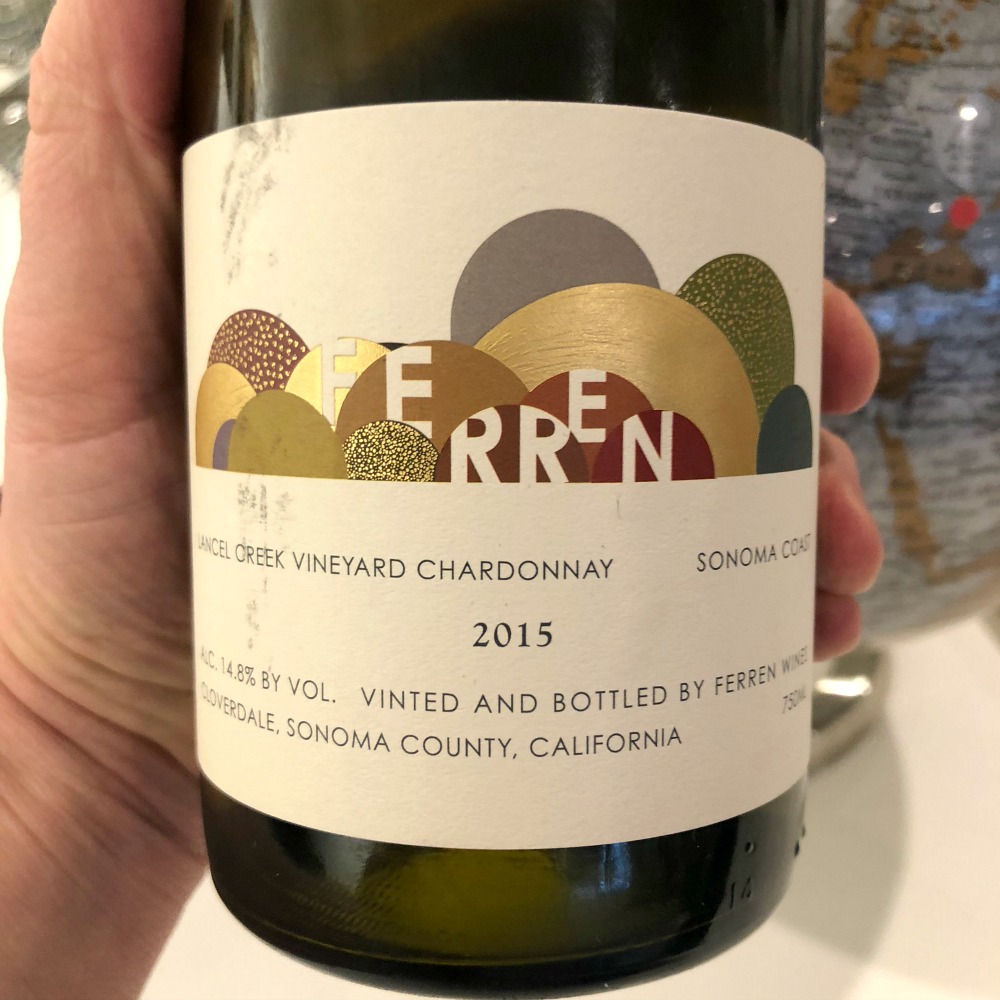 FERREN
LANCEL CREEK VINEYARD CHARDONNAY SONOMA COAST
2015
ALC. 14.8% BY VOL. VINTED AND BOTTLED BY FERREN WINES
CLOVERDALE, SONOMA COUNTY, CALIFORNIA 750ML
14